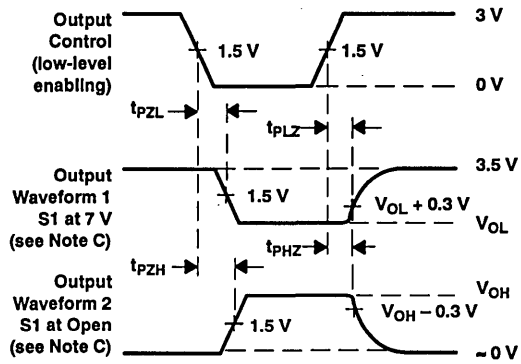 Output
Control
(low-level
enabling)
1.5 V
1.5 V
3 V
0 V
tPZL
tPLZ
Output
Waveform 1
S1 at 7 V
(see Note C)
1.5 V
3.5 V
VOL + 0.3 V
VOL
tPZH
tPHZ
Output
Waveform 2
S1 at Open
(see Note C)
1.5 V
VOH
VOH – 0.3 V
≈ 0 V